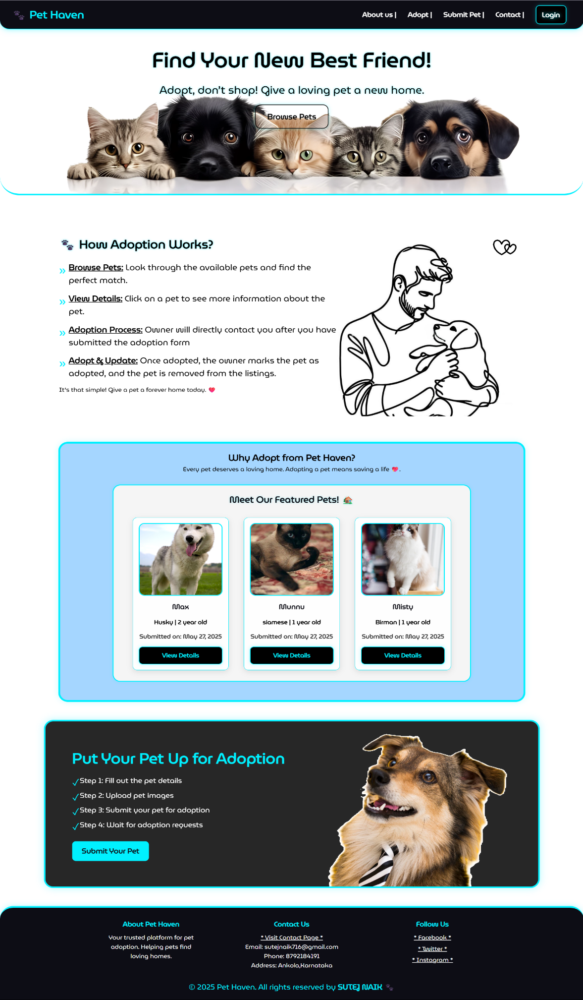 🐾 Pet Haven
About us |
Adopt |
Submit Pet |
Contact |
Login
Find Your New Best Friend!
Adopt, don't shop! Give a loving pet a new home.
Browse Pets
🐾 How Adoption Works?
» Browse Pets: Look through the available pets and find the
perfect match.
» View Details: Click on a pet to see more information about the
pet.
» Adoption Process: Owner will directly contact you after you have
submitted the adoption form
» Adopt & Update: Once adopted, the owner marks the pet as
adopted, and the pet is removed from the listings.
It's that simple! Give a pet a forever home today. 💖
Why Adopt from Pet Haven?
Every pet deserves a loving home. Adopting a pet means saving a life 💖.
Meet Our Featured Pets! 🏠
Max
Husky | 2 year old
Submitted on: May 27, 2025
View Details
Munnu
siamese | 1 year old
Submitted on: May 27, 2025
View Details
Misty
Birman | 1 year old
Submitted on: May 27, 2025
View Details
Put Your Pet Up for Adoption
✓ Step 1: Fill out the pet details
✓ Step 2: Upload pet images
✓ Step 3: Submit your pet for adoption
✓ Step 4: Wait for adoption requests
Submit Your Pet
About Pet Haven
Your trusted platform for pet
adoption. Helping pets find
loving homes.
Contact Us
* Visit Contact Page *
Email: sutejnaik716@gmail.com
Phone: 8792184191
Address: Ankola,Karnataka
Follow Us
* Facebook *
* Twitter *
* Instagram *
© 2025 Pet Haven. All rights reserved by SUTEJ NAIK 🐾